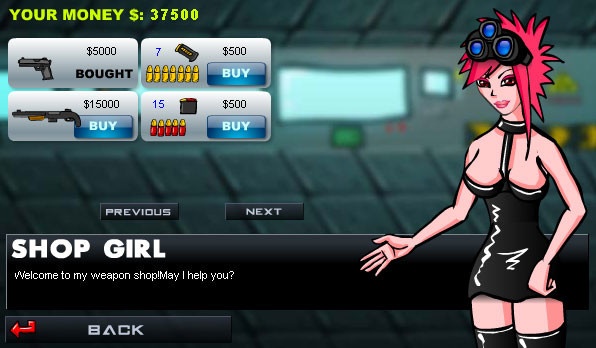 YOUR MONEY $: 37500
$5000
BOUGHT
7 $500
BUY
$15000
BUY
15 $500
BUY
PREVIOUS
NEXT
SHOP GIRL
Welcome to my weapon shop!May I help you?
BACK